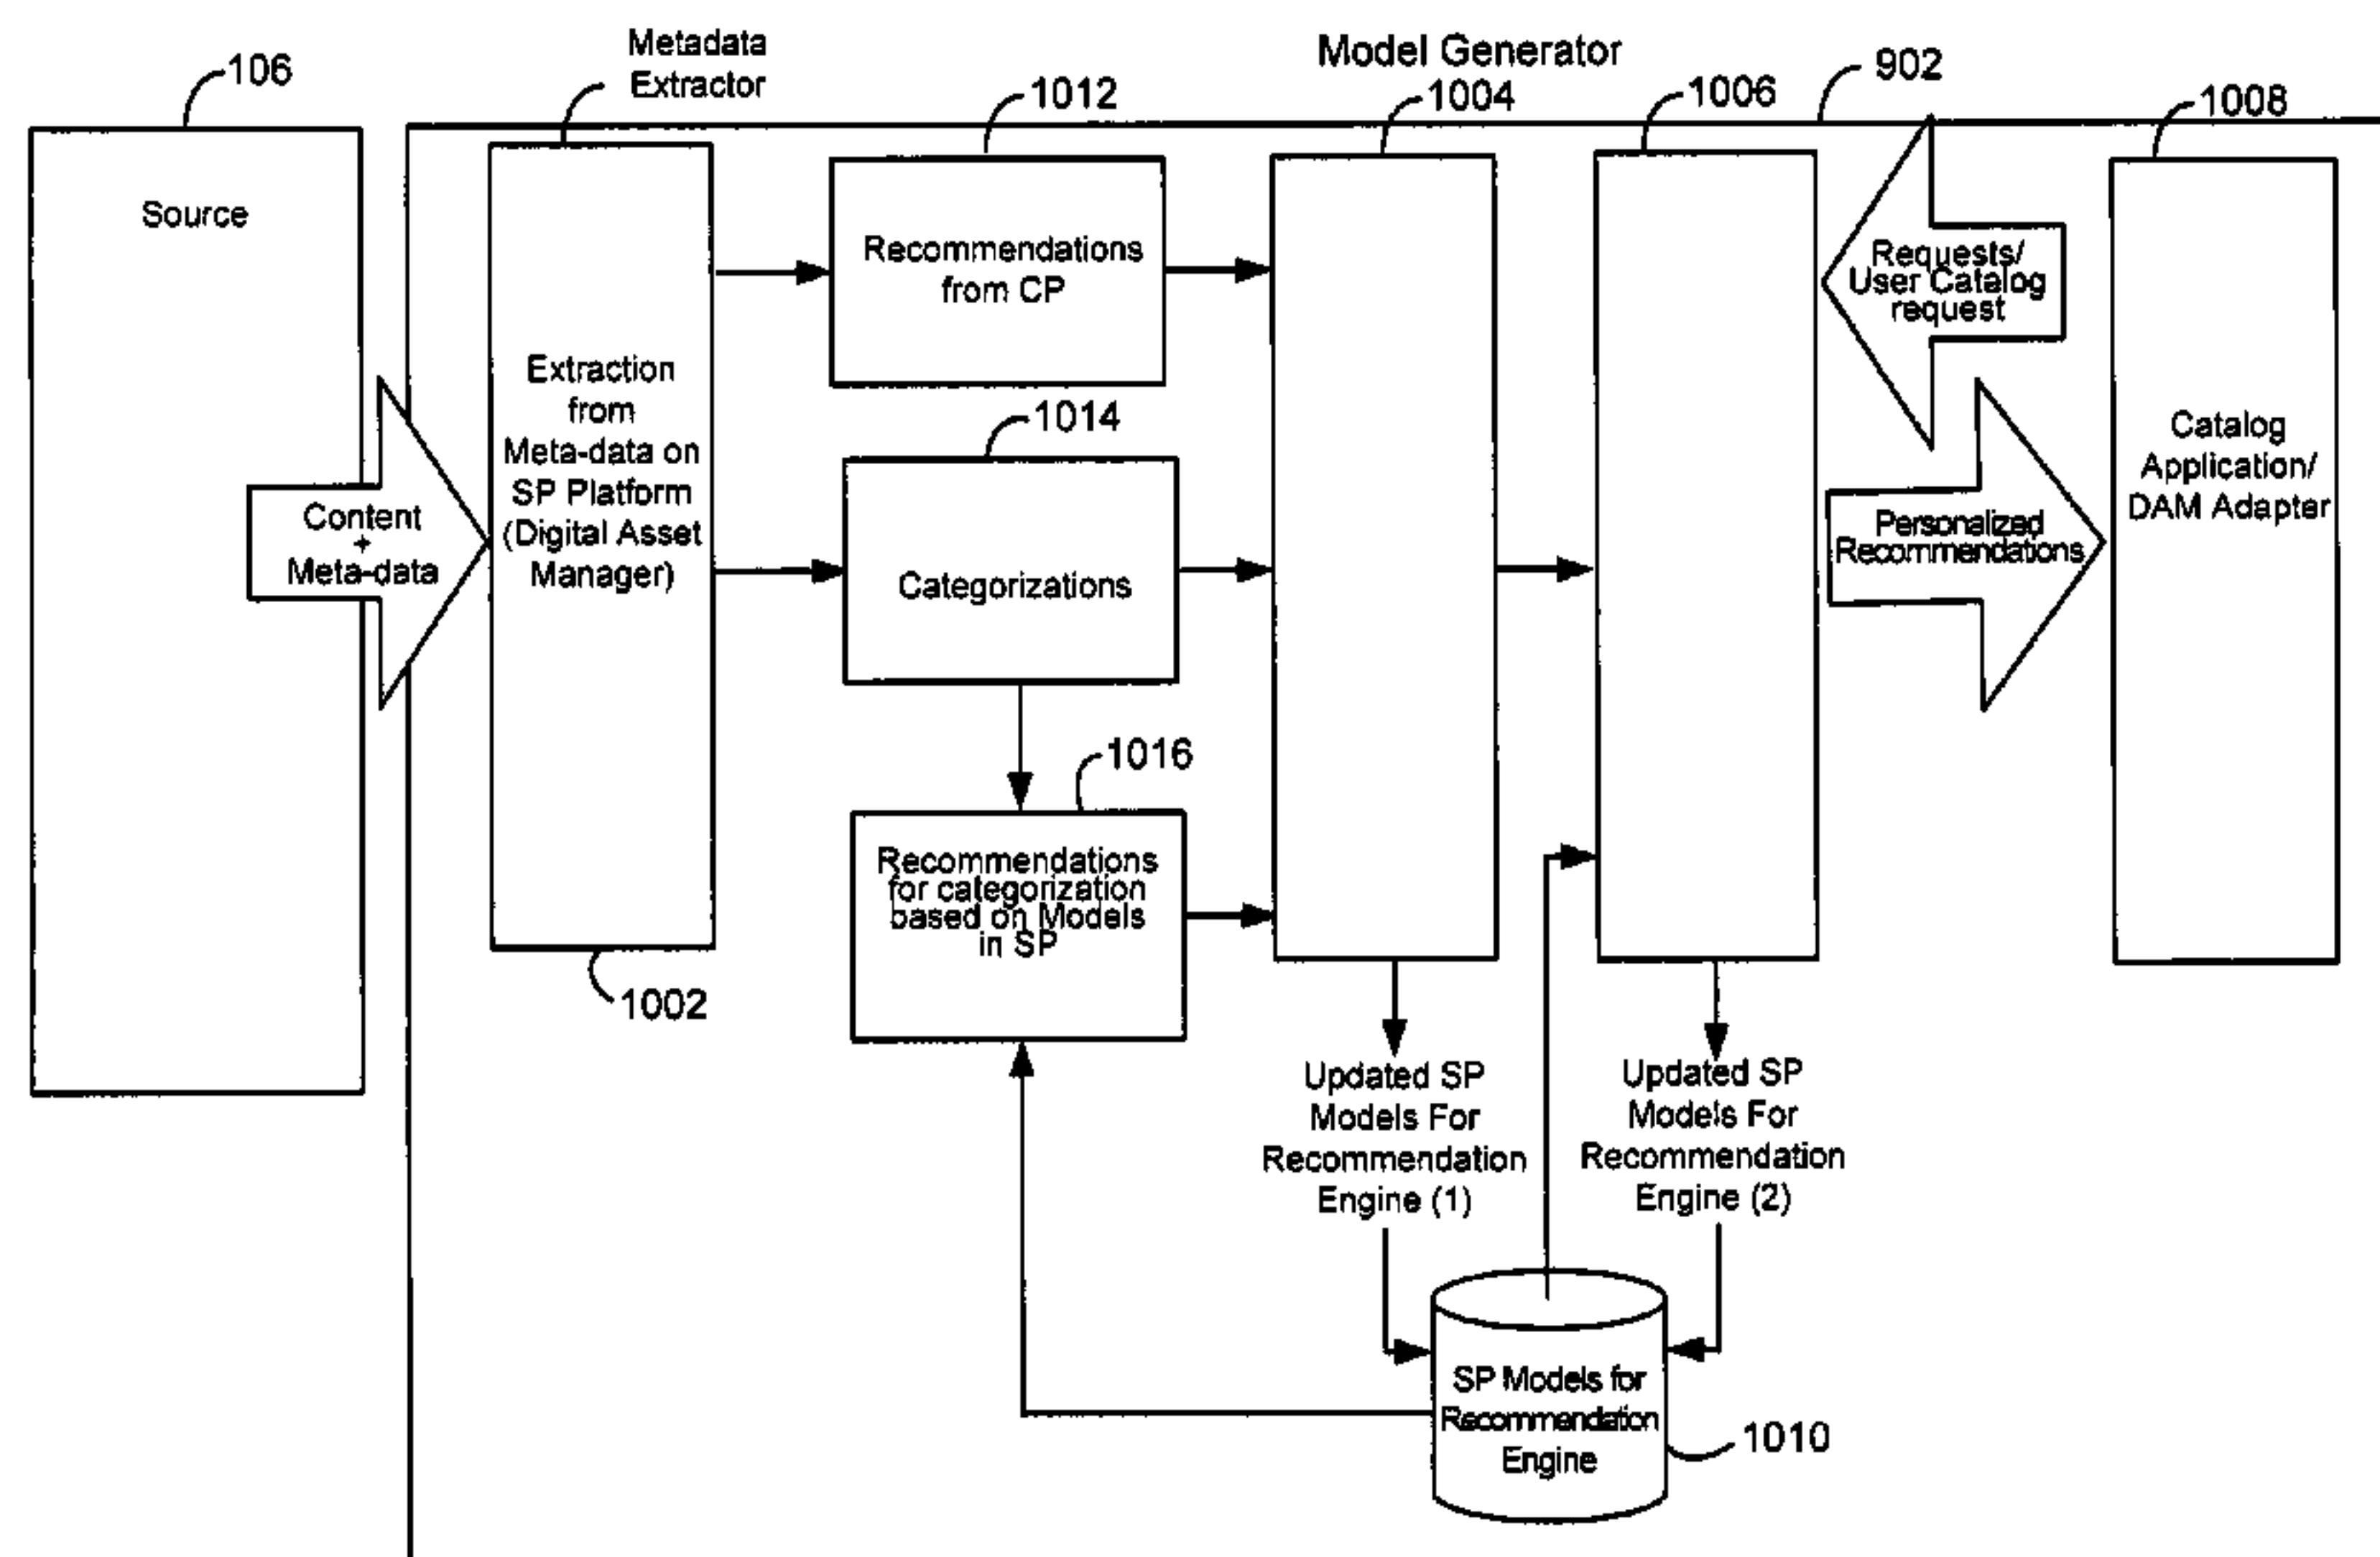 106
Metadata
Extractor
1012
Model Generator
1004
1006
902
1008
Source
Content
+
Meta-data
Extraction
from
Meta-data on
SP Platform
(Digital Asset
Manager)
1002
Recommendations
from CP
1014
Categorizations
1016
Recommendations
for categorization
based on Models
in SP
Requests/
User Catalog
request
Personalized
Recommendations
Catalog
Application/
DAM Adapter
Updated SP
Models For
Recommendation
Engine (1)
Updated SP
Models For
Recommendation
Engine (2)
SP Models for
Recommendation
Engine
1010